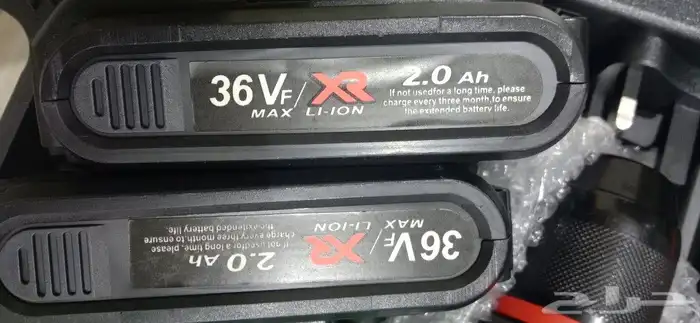 36VF/XR 2.0 Ah
MAX LI-ION
If not usedfor a long time, please
charge every three month,to ensure
the extended battery life.
36VF/XR 2.0 Ah
MAX LI-ION
If not usedfor a long time, please
charge every three month to ensure
the extended battery life.
حراج